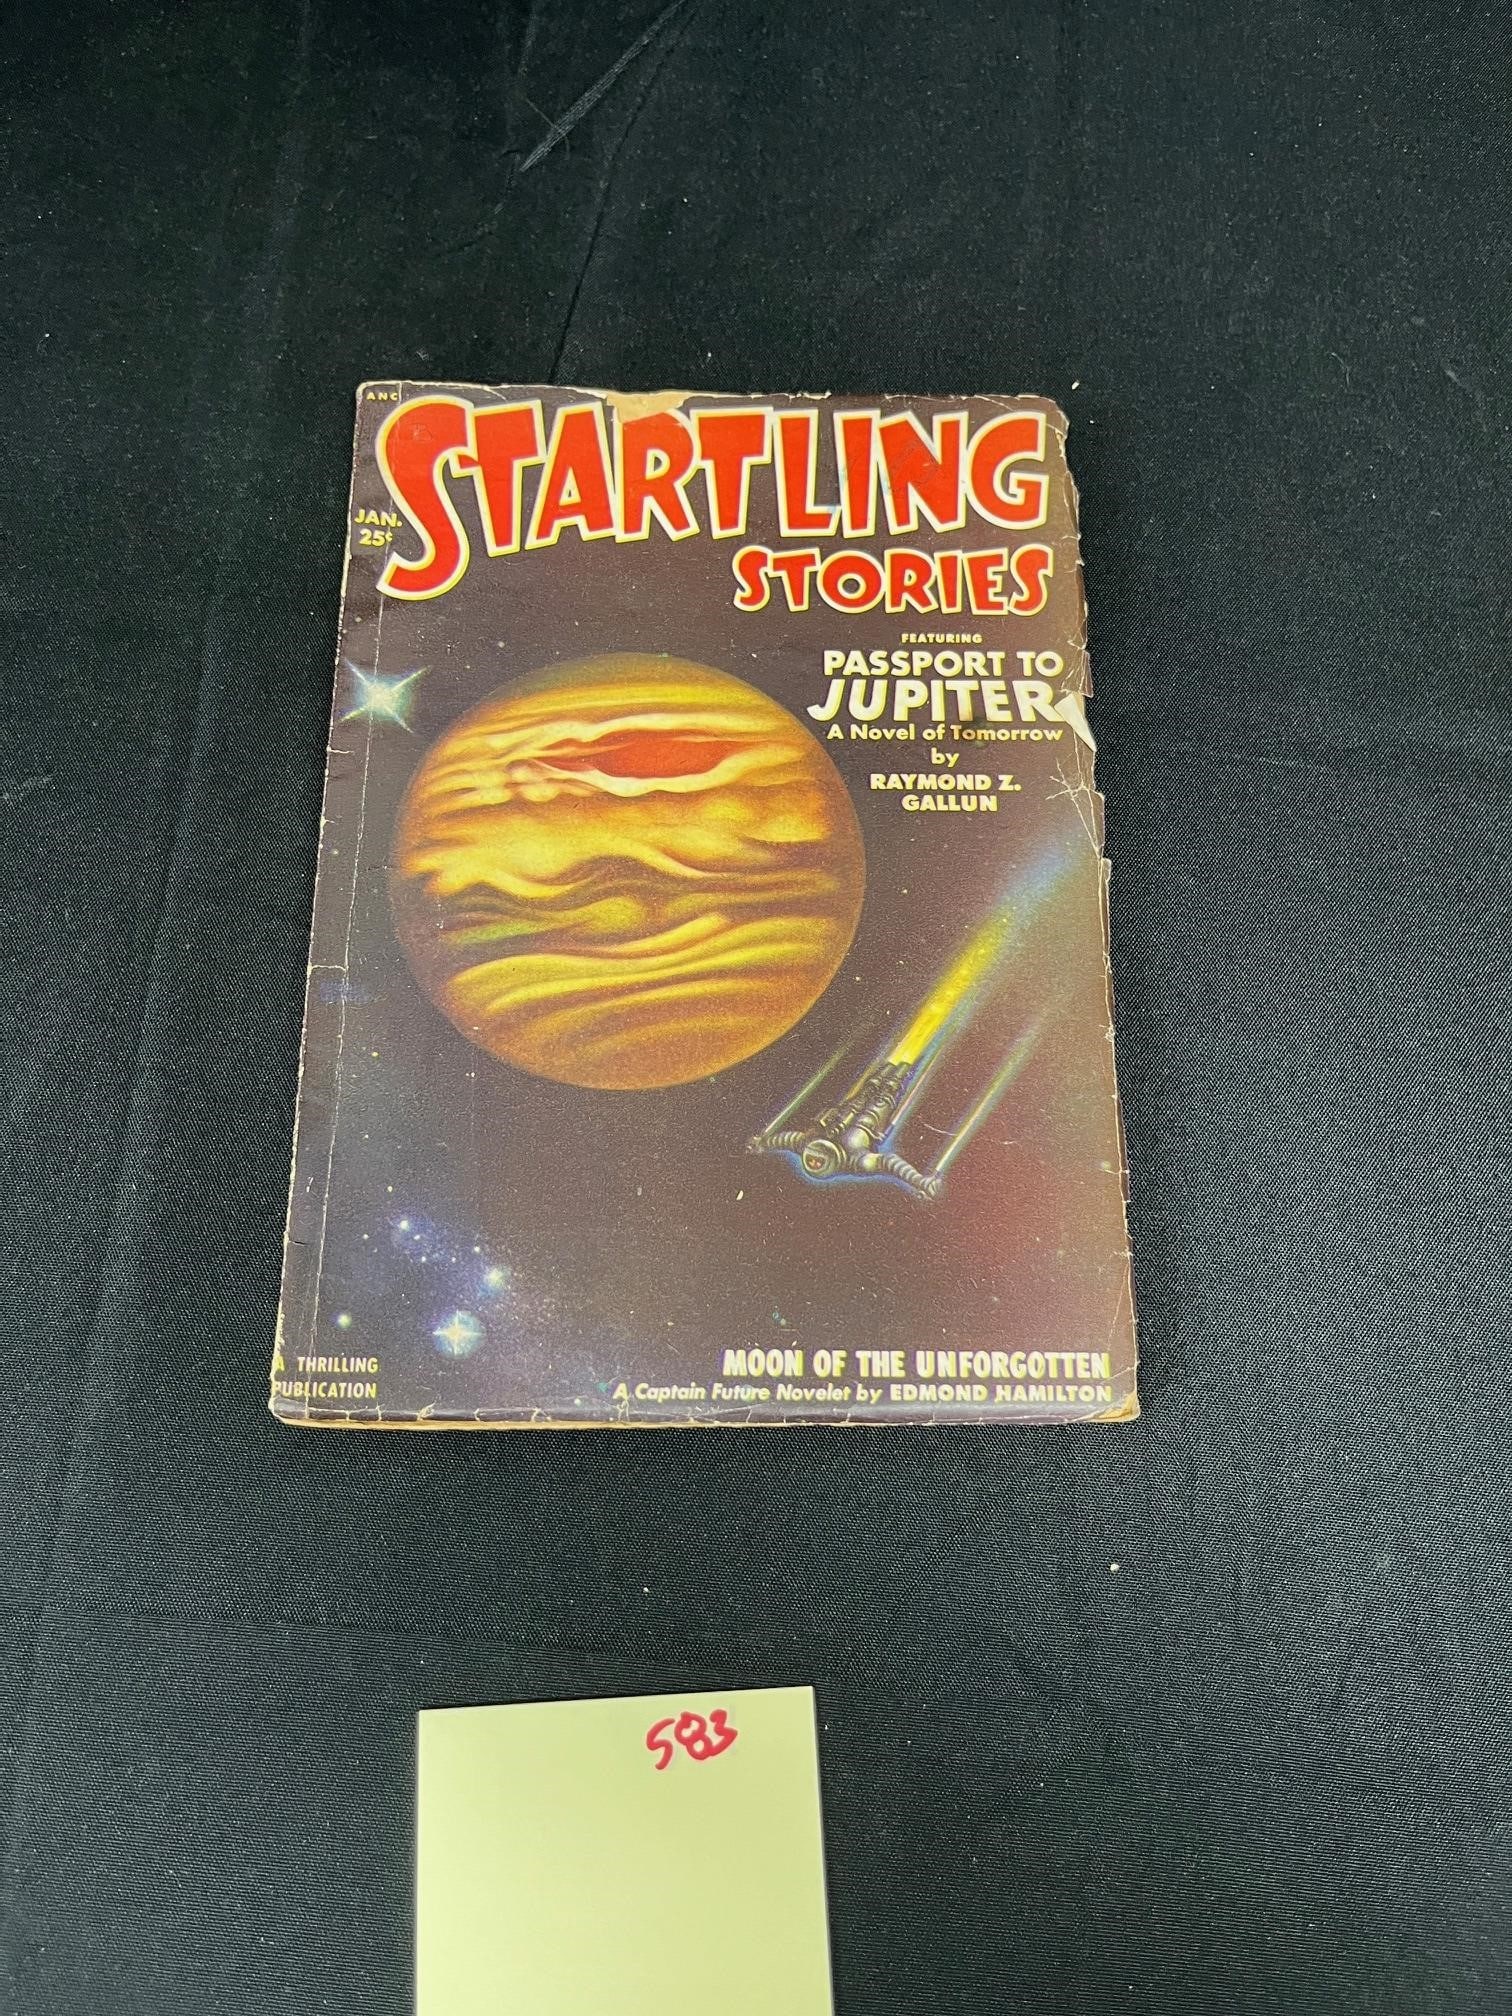 ANC
STARTLING
STORIES
JAN.
25¢
FEATURING
PASSPORT TO
JUPITER
A Novel of Tomorrow
by
RAYMOND Z.
GALLUN
MOON OF THE UNFORGOTTEN
A Captain Future Novelet by EDMOND HAMILTON
A THRILLING
PUBLICATION
583